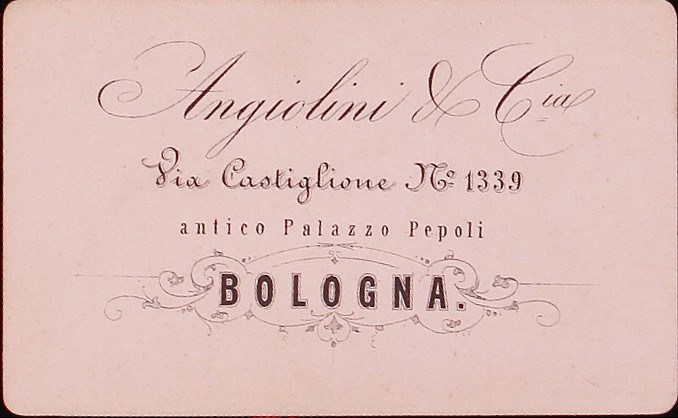 Angiolini & Cia
Via Castiglione No 1339
antico Palazzo Pepoli
BOLOGNA.